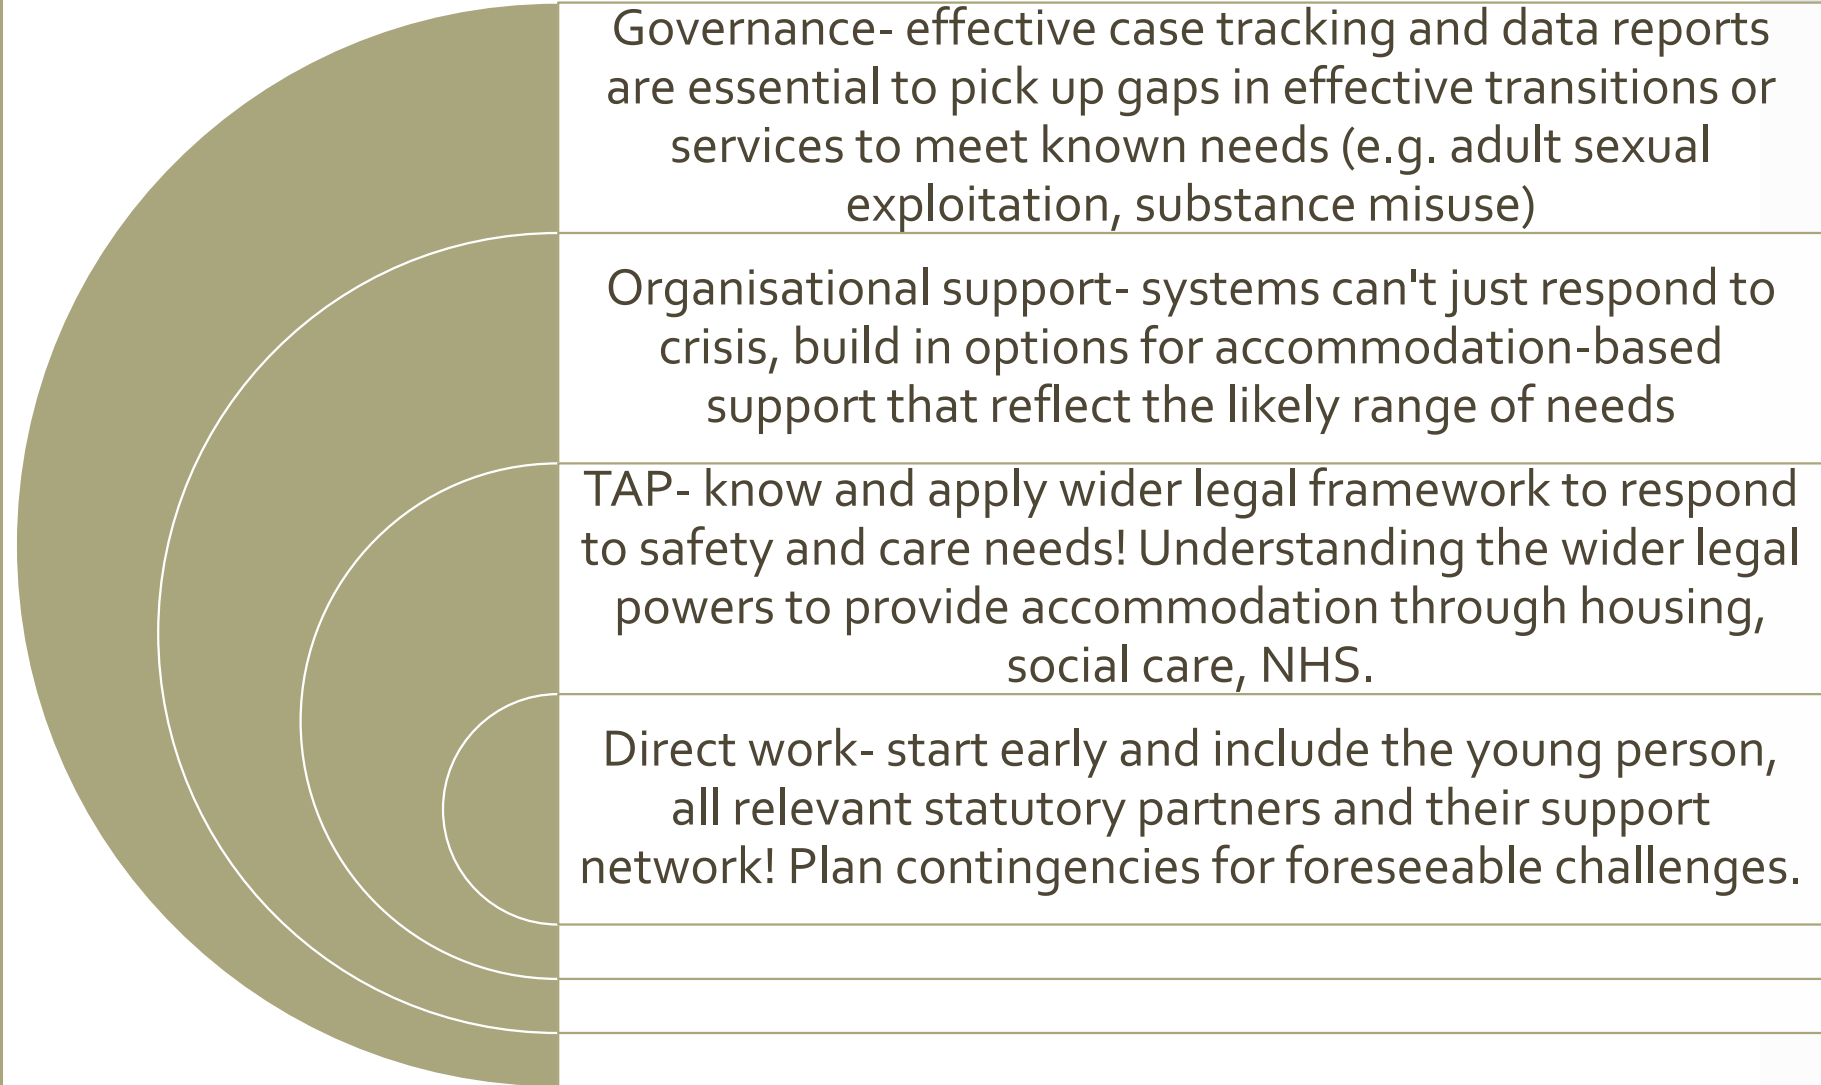 Governance- effective case tracking and data reports
are essential to pick up gaps in effective transitions or
services to meet known needs (e.g. adult sexual
exploitation, substance misuse)
Organisational support- systems can't just respond to
crisis, build in options for accommodation-based
support that reflect the likely range of needs
TAP- know and apply wider legal framework to respond
to safety and care needs! Understanding the wider legal
powers to provide accommodation through housing,
social care, NHS.
Direct work- start early and include the young person,
all relevant statutory partners and their support
network! Plan contingencies for foreseeable challenges.